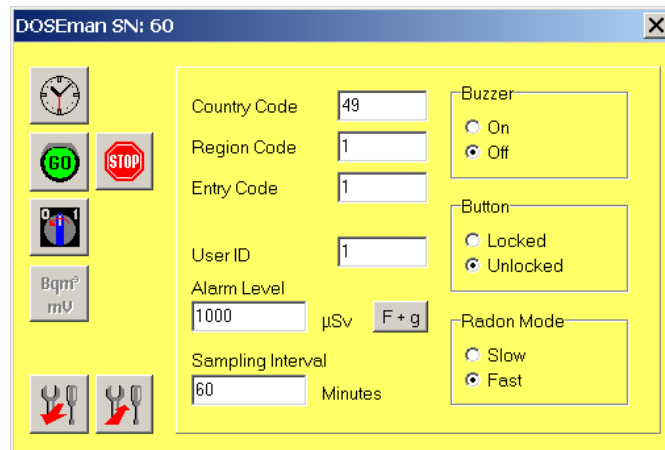 DOSEman SN: 60
GO
STOP
0 1
Bqm³
mV
Country Code 49
Region Code 1
Entry Code 1
User ID 1
Alarm Level
1000 µSv F + g
Sampling Interval
60 Minutes
Buzzer
On
Off
Button
Locked
Unlocked
Radon Mode
Slow
Fast